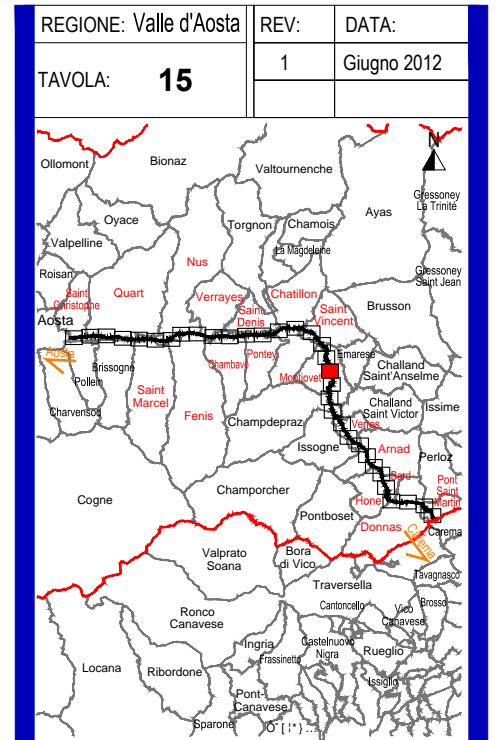 REGIONE: Valle d'Aosta
REV:
DATA:
TAVOLA: 15
1
Giugno 2012
N
Ollomont
Bionaz
Valtournenche
Gressoney
La Trinité
Ayas
Oyace
Torgnon
Chamois
Valpelline
La Magdeleine
Nus
Roisan
Gressoney
Saint Jean
Saint
Christophe
Quart
Verrayes
Chatillon
Saint
Denis
Saint
Vincent
Brusson
Aosta
Aosta
Brissogne
Chambave
Pontey
Emarese
Pollein
Montjovet
Challand
Saint'Anselme
Saint
Marcel
Charvensod
Fenis
Champdepraz
Challand
Saint Victor
Issime
Verres
Issogne
Arnad
Perloz
Bard
Pont
Saint
Martin
Cogne
Champorcher
Hone
Pontboset
Donnas
Carema
Carema
Valprato
Soana
Bora
di Vico
Tavagnasco
Traversella
Ronco
Canavese
Cantoncello
Vico
Canavese
Brosso
Ingria
Castelnuovo
Nigra
Rueglio
Frassinetto
Locana
Ribordone
Issiglio
Pont-
Canavese
Sparone